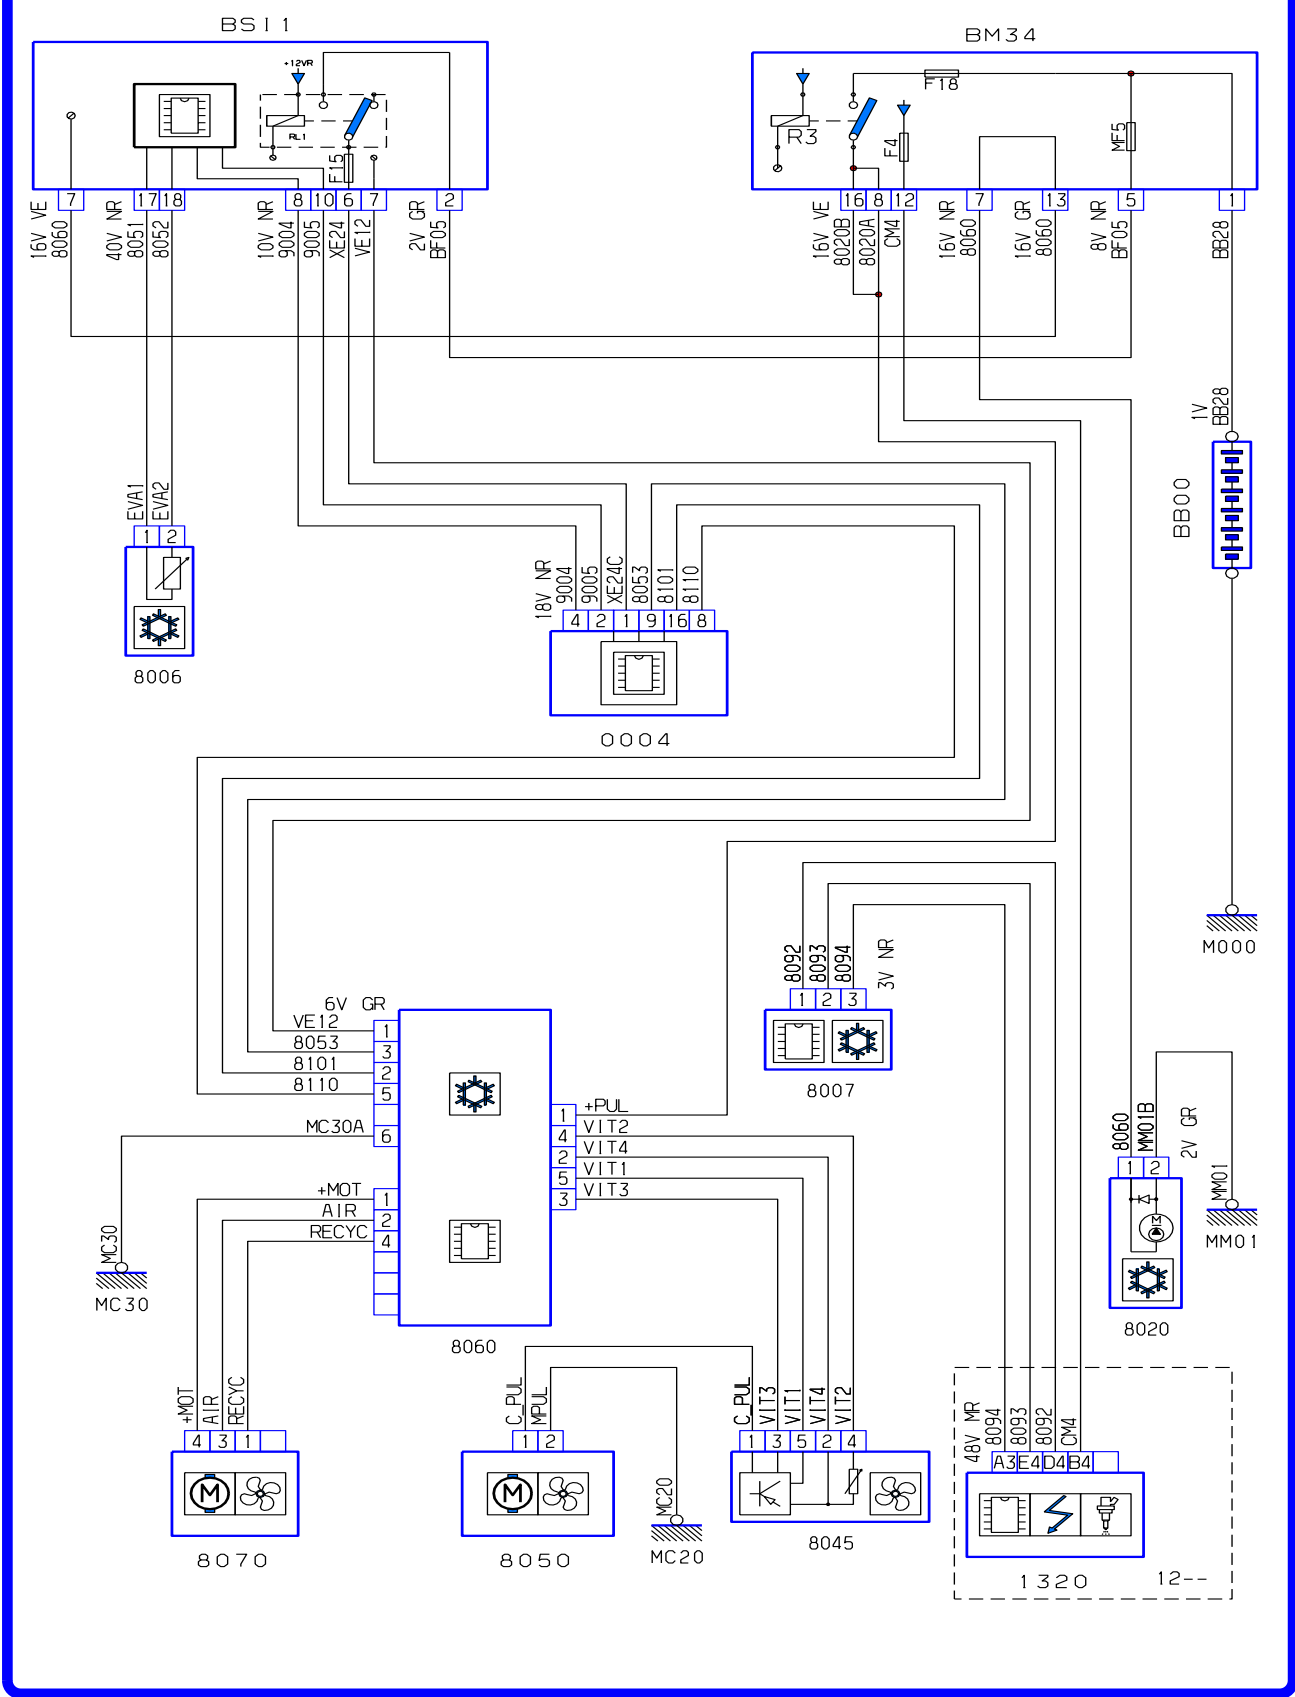 BSI1
BM34
+12VR
RL1
F15
R3
F18
F4
MF5
7
17
18
8
10
6
7
2
16
8
12
7
13
5
1
16V VE
8060
40V NR
8051
8052
10V NR
9004
9005
XE24
VE12
2V GR
BF05
16V VE
8020B
8020A
CM4
16V NR
8060
16V GR
8060
8V NR
BF05
BB28
1V
BB28
BB00
EVA1
EVA2
1
2
8006
18V NR
9004
9005
XE24C
8053
8101
8110
4
2
1
9
16
8
0004
M000
8092
8093
8094
3V NR
1
2
3
8007
6V GR
VE12
8053
8101
8110
MC30A
1
3
2
5
6
+MOT
AIR
RECYC
1
2
4
1
4
2
5
3
+PUL
VIT2
VIT4
VIT1
VIT3
8060
MC30
MC30
8060
MM01B
2V GR
1
2
M
8020
MM01
MM01
+MOT
AIR
RECYC
4
3
1
M
8070
C_PUL
MPUL
1
2
M
8050
MC20
MC20
C_PUL
VIT3
VIT1
VIT4
VIT2
1
3
5
2
4
8045
48V MR
8094
8093
8092
CM4
A3
E4
D4
B4
1320
12--